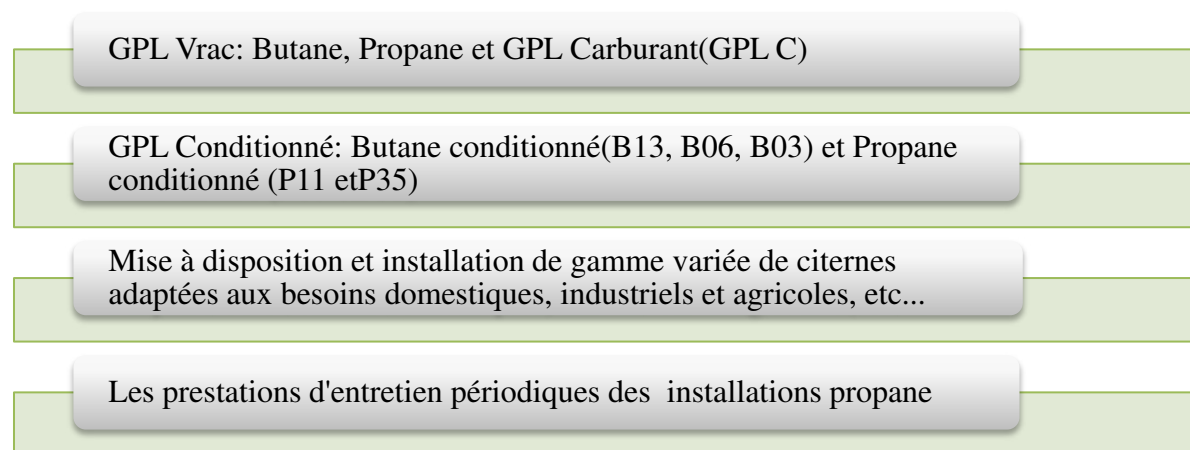 GPL Vrac: Butane, Propane et GPL Carburant(GPL C)
GPL Conditionné: Butane conditionné(B13, B06, B03) et Propane
conditionné (P11 etP35)
Mise à disposition et installation de gamme variée de citernes
adaptées aux besoins domestiques, industriels et agricoles, etc...
Les prestations d'entretien périodiques des  installations propane